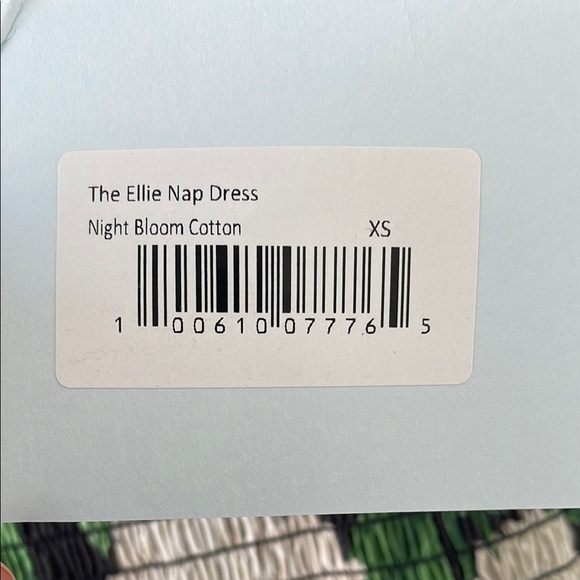 The Ellie Nap Dress
Night Bloom Cotton XS
1 00610 07776 5